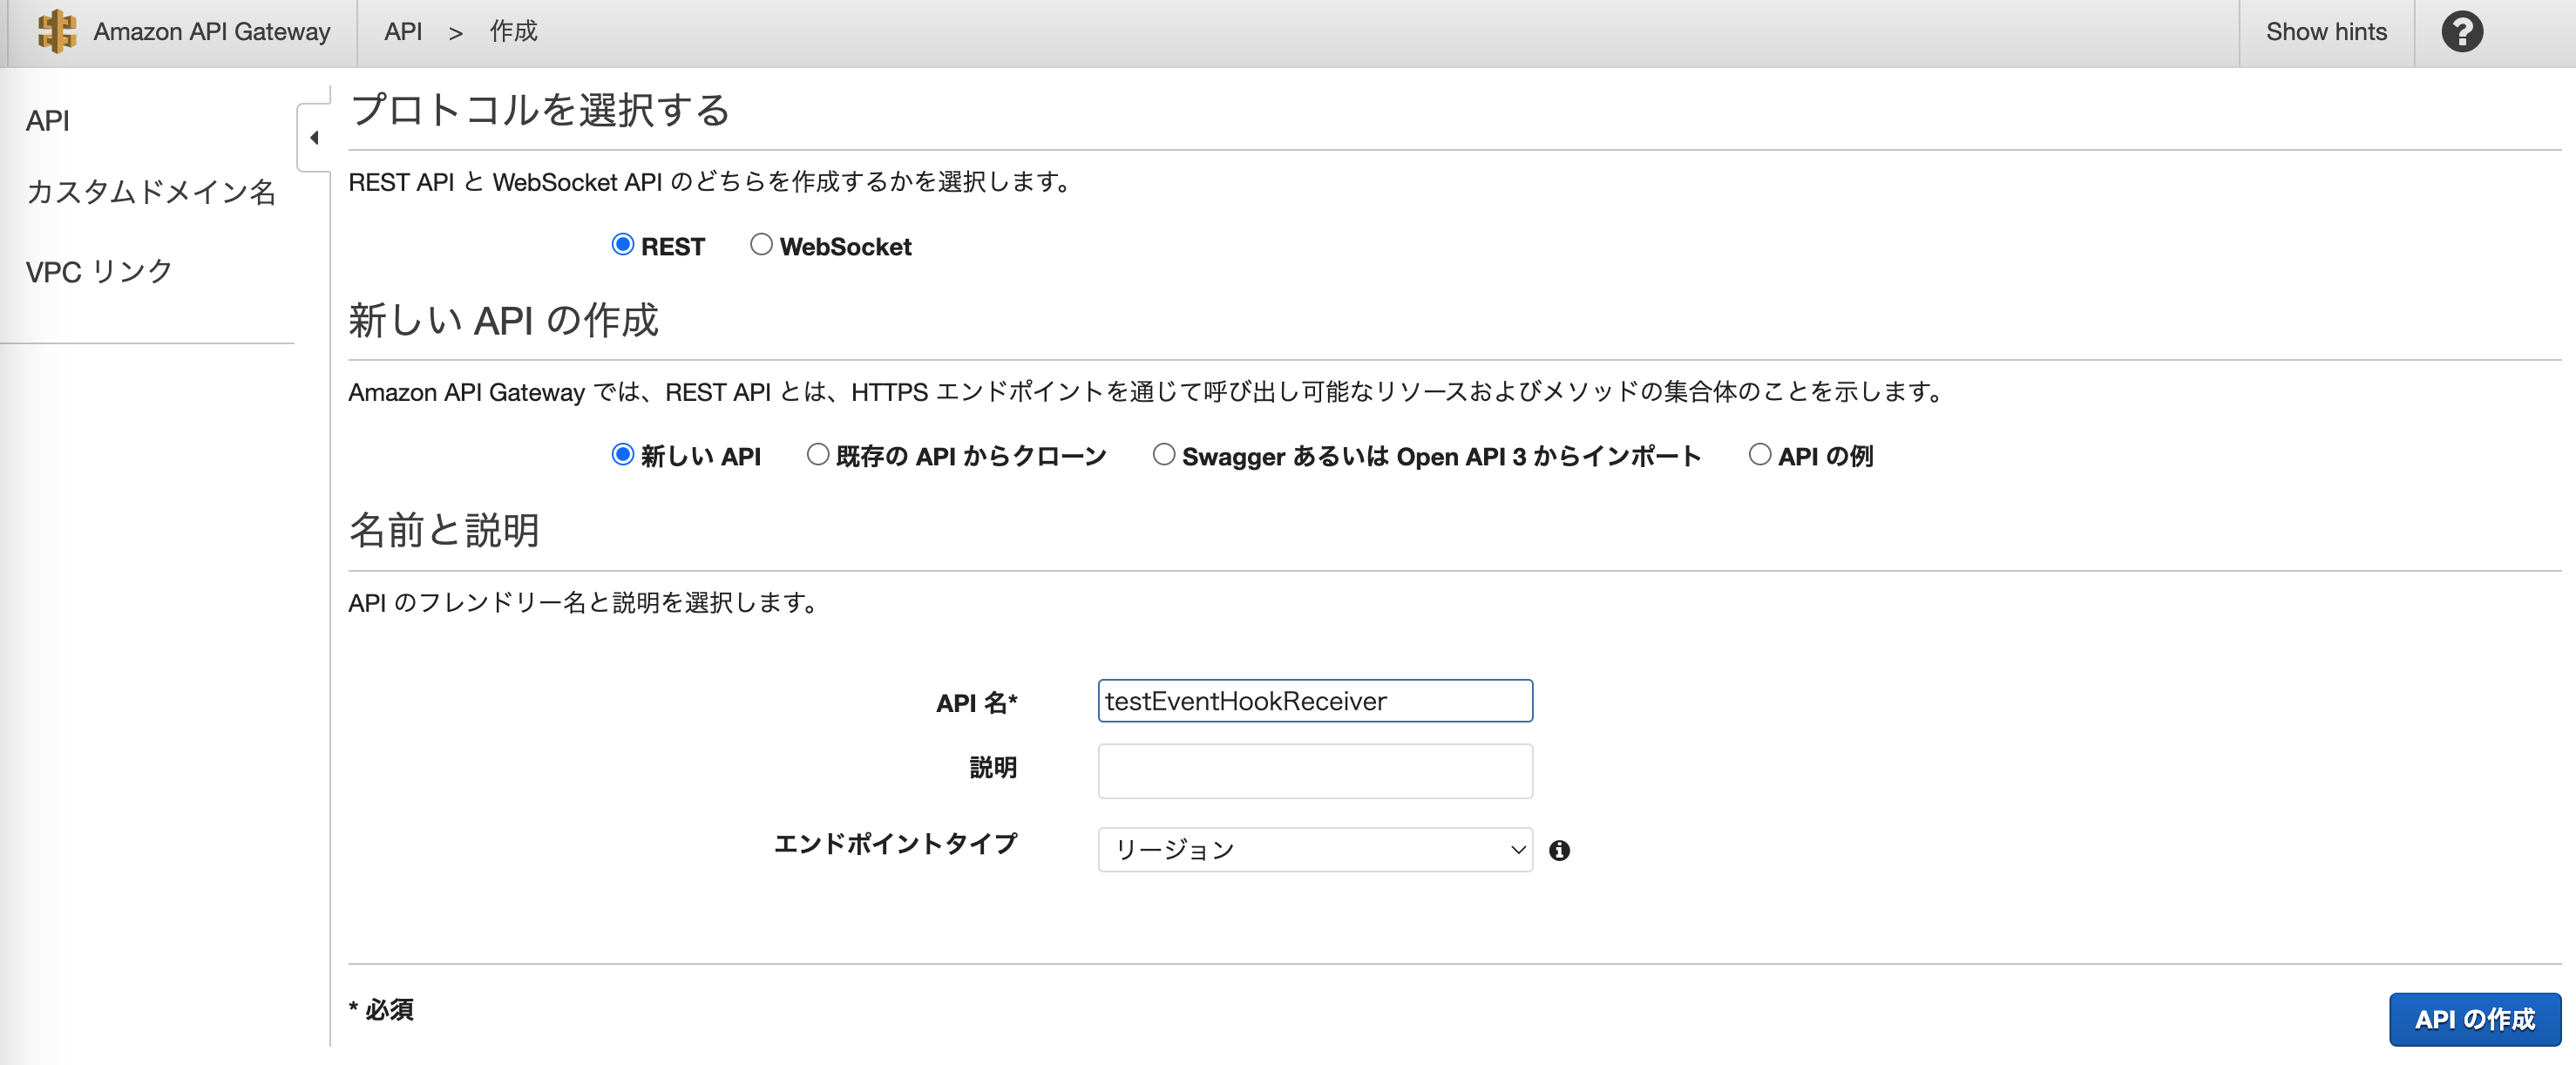 Amazon API Gateway
API > 作成
Show hints
?
API
カスタムドメイン名
VPC リンク
プロトコルを選択する
REST API と WebSocket API のどちらを作成するかを選択します。
REST
WebSocket
新しい API の作成
Amazon API Gateway では、REST API とは、HTTPS エンドポイントを通じて呼び出し可能なリソースおよびメソッドの集合体のことを示します。
新しい API
既存の API からクローン
Swagger あるいは Open API 3 からインポート
API の例
名前と説明
API のフレンドリー名と説明を選択します。
API 名* testEventHookReceiver
説明
エンドポイントタイプ リージョン
* 必須
API の作成